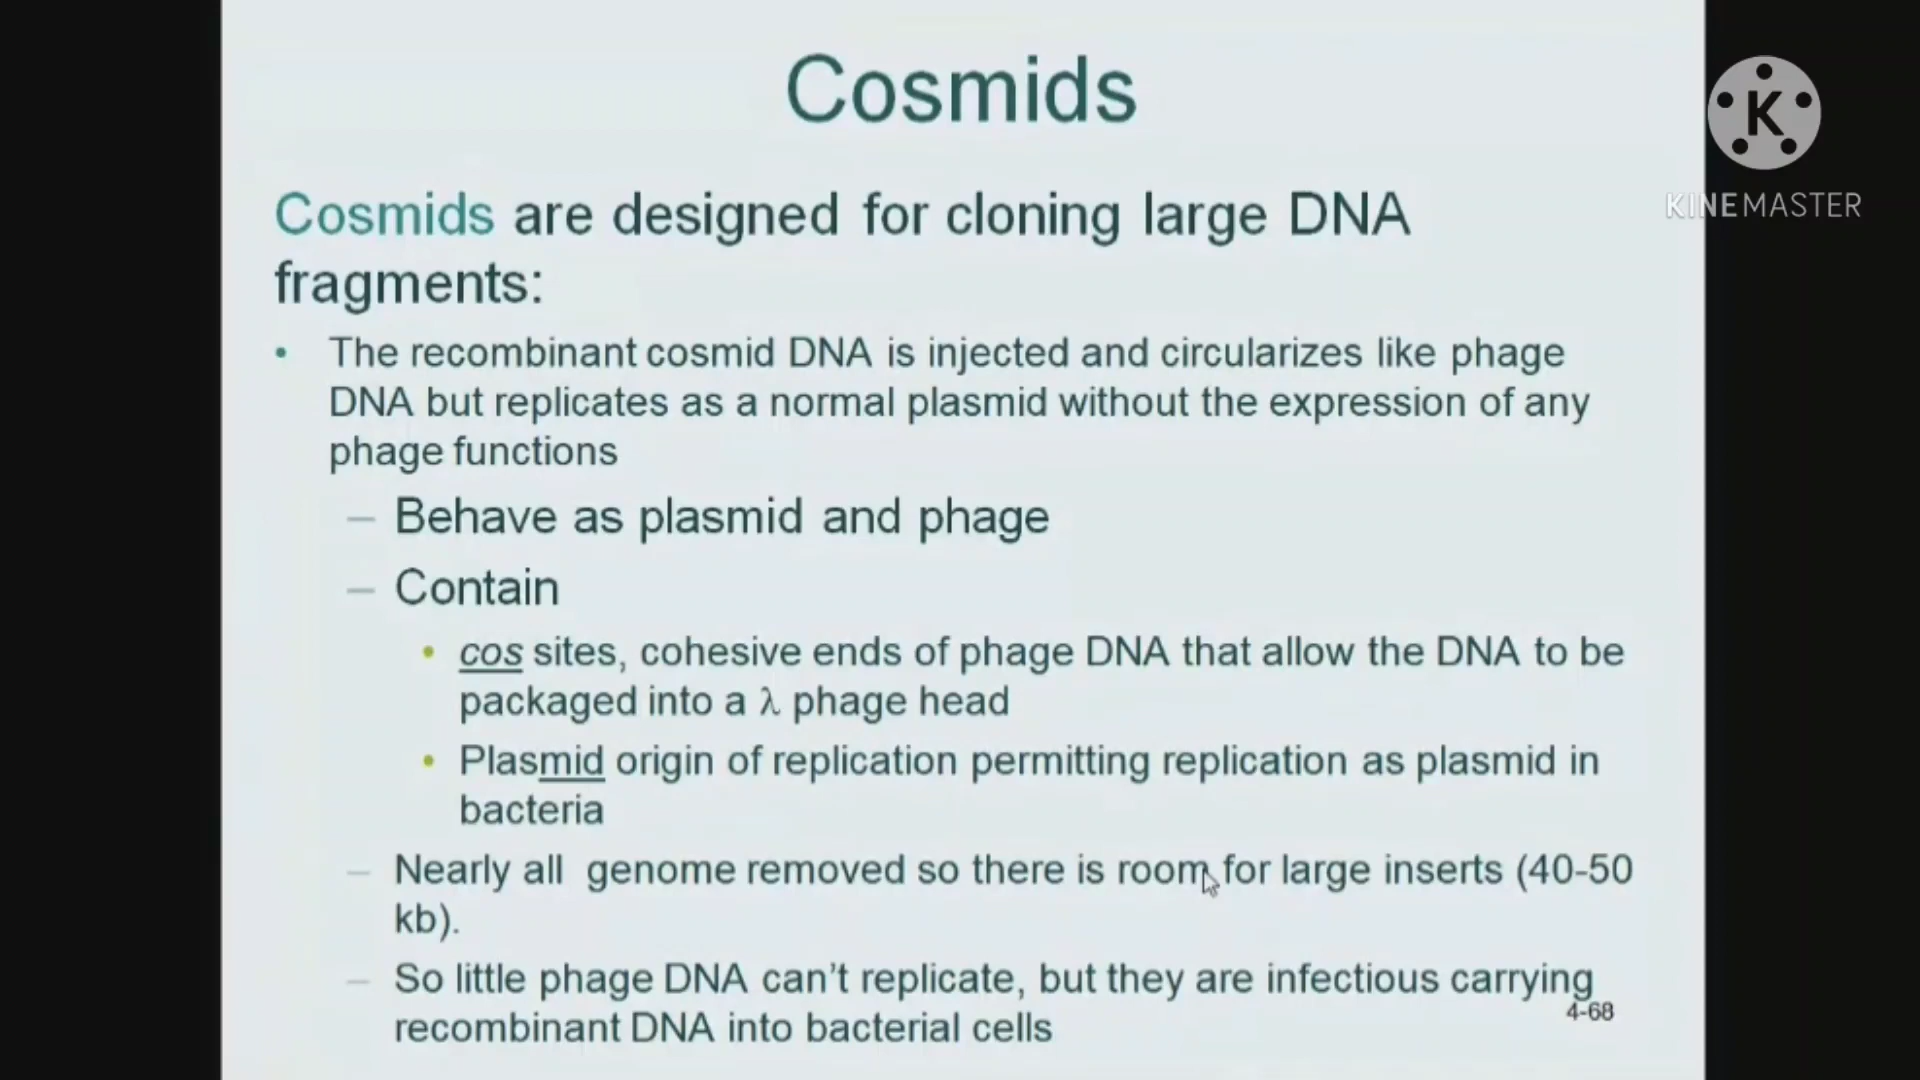 Cosmids
K
KINEMASTER
Cosmids are designed for cloning large DNA
fragments:
• The recombinant cosmid DNA is injected and circularizes like phage
DNA but replicates as a normal plasmid without the expression of any
phage functions
– Behave as plasmid and phage
– Contain
• cos sites, cohesive ends of phage DNA that allow the DNA to be
packaged into a λ phage head
• Plasmid origin of replication permitting replication as plasmid in
bacteria
– Nearly all genome removed so there is room for large inserts (40-50
kb).
– So little phage DNA can't replicate, but they are infectious carrying
recombinant DNA into bacterial cells
4-68